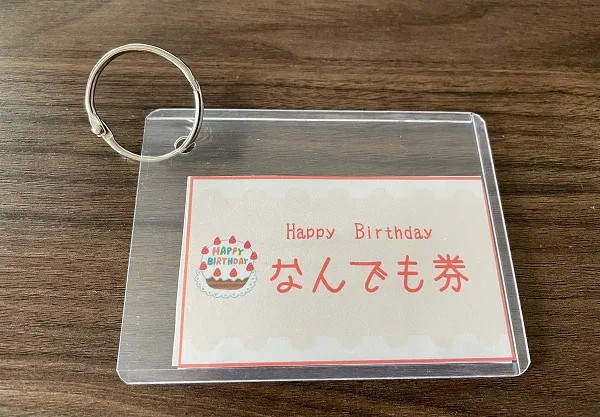 Happy Birthday
HAPPY
BIRTHDAY
なんでも券